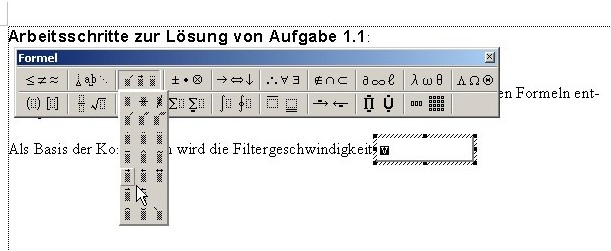 Arbeitsschritte zur Lösung von Aufgabe 1.1:
Formel
≤ ≠ ≈
± • ⊗
→ ⇔ ↓
∴ ∀ ∃
∉ ∩ ⊂
∂ ∞ ℓ
λ ω θ
Λ Ω Θ
en Formeln ent-
Als Basis der Ko n wird die Filtergeschwindigkeit v